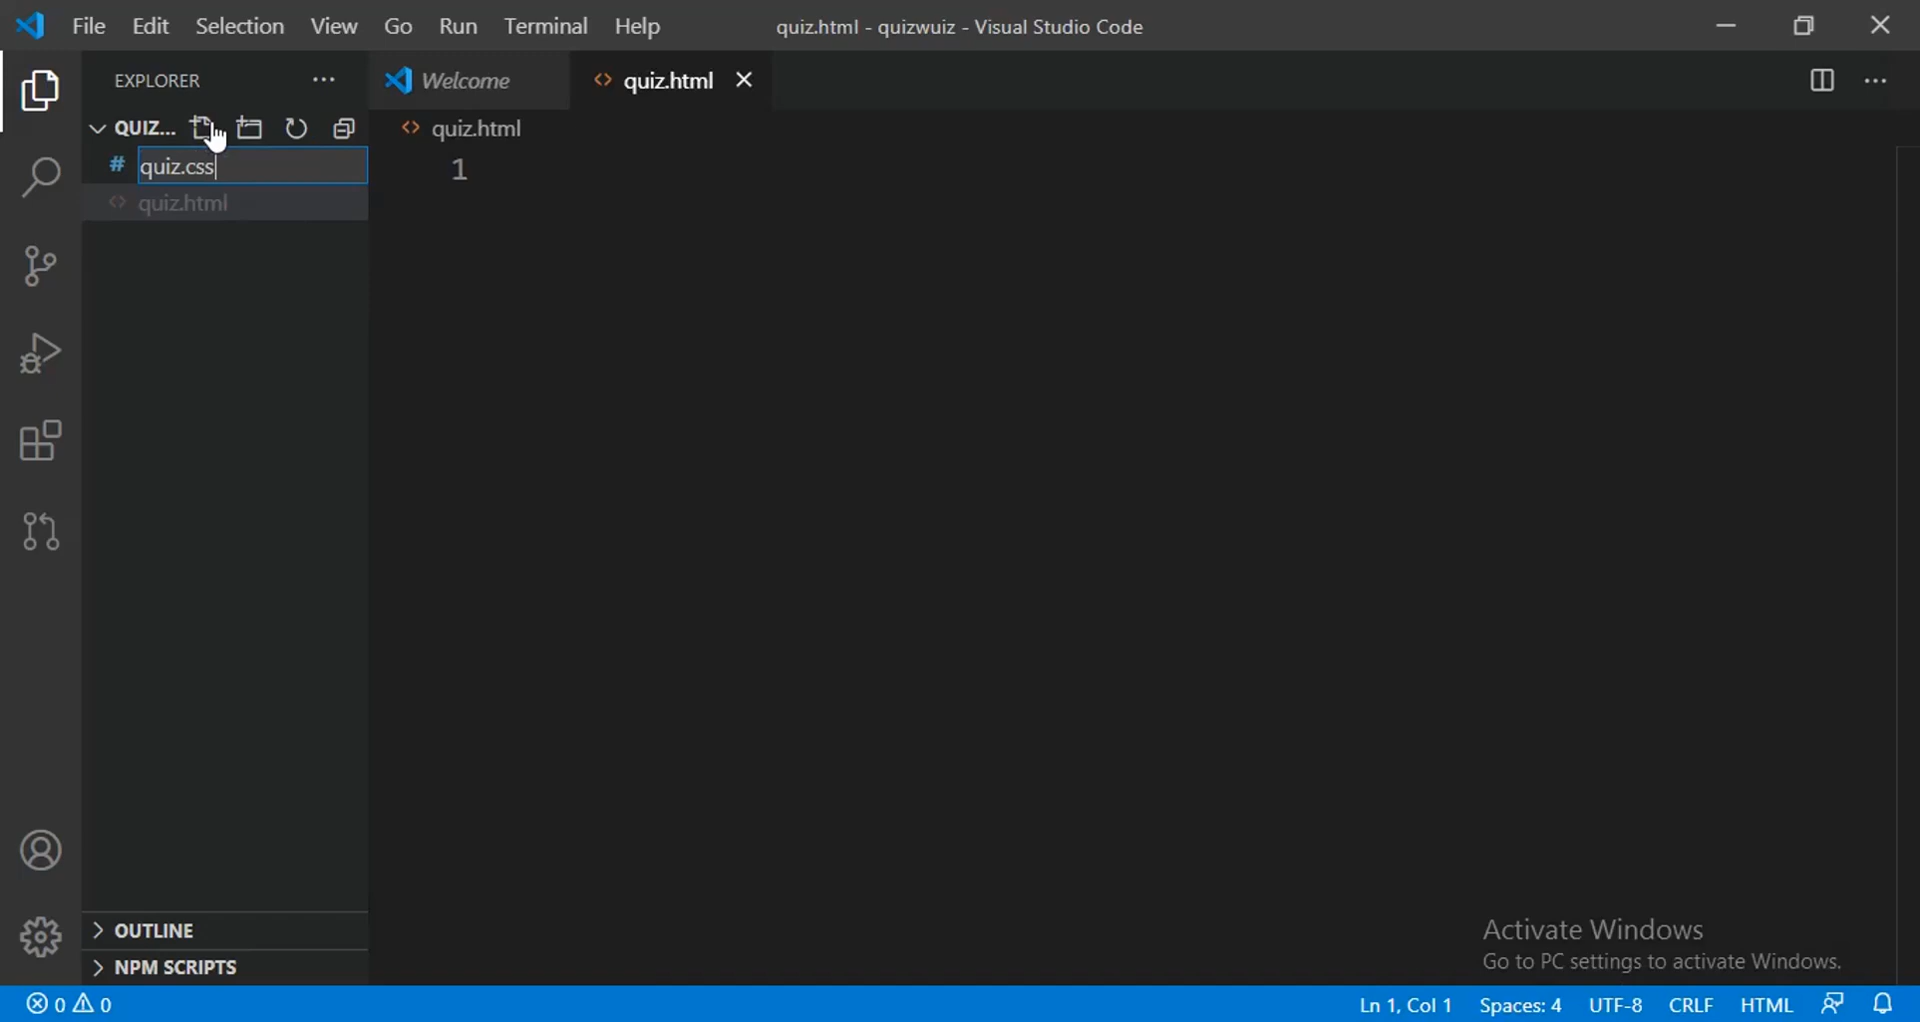 File Edit Selection View Go Run Terminal Help quiz.html - quizwuiz - Visual Studio Code
EXPLORER
Welcome
quiz.html
QUIZ...
quiz.html
quiz.css
1
quiz.html
OUTLINE
NPM SCRIPTS
Activate Windows
Go to PC settings to activate Windows.
0 0
Ln 1, Col 1 Spaces: 4 UTF-8 CRLF HTML